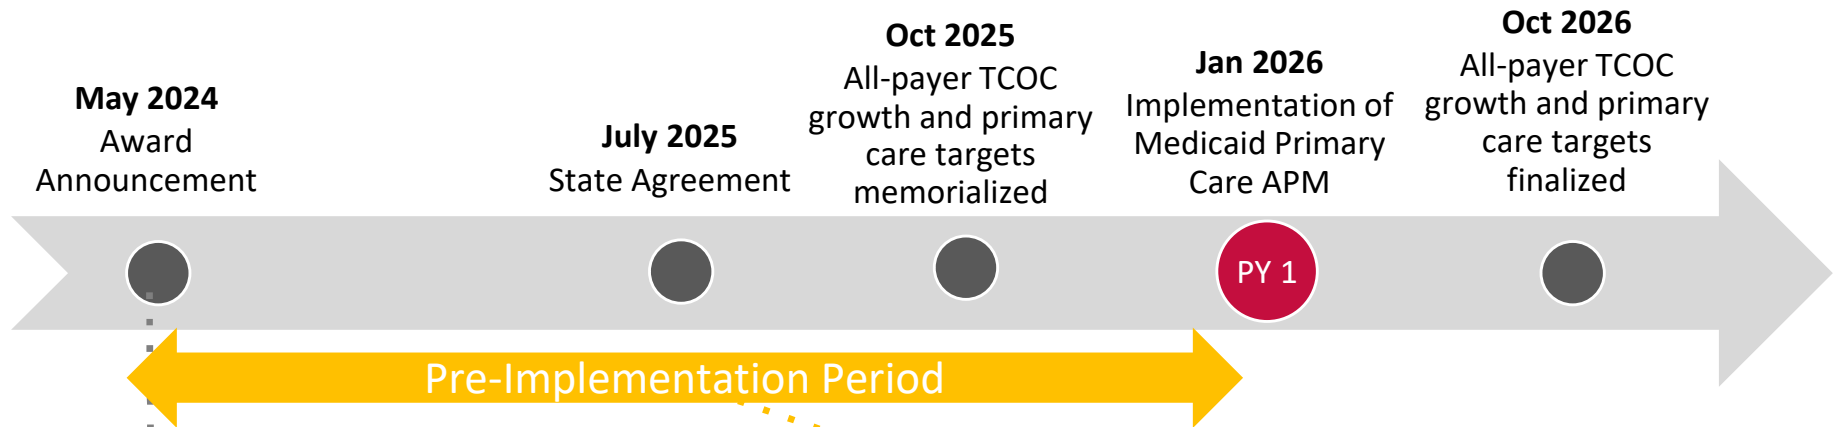 May 2024
Award
Announcement
July 2025
State Agreement
Oct 2025
All-payer TCOC
growth and primary
care targets
memorialized
Jan 2026
Implementation of
Medicaid Primary
Care APM
Oct 2026
All-payer TCOC
growth and primary
care targets
finalized
PY 1
Pre-Implementation Period